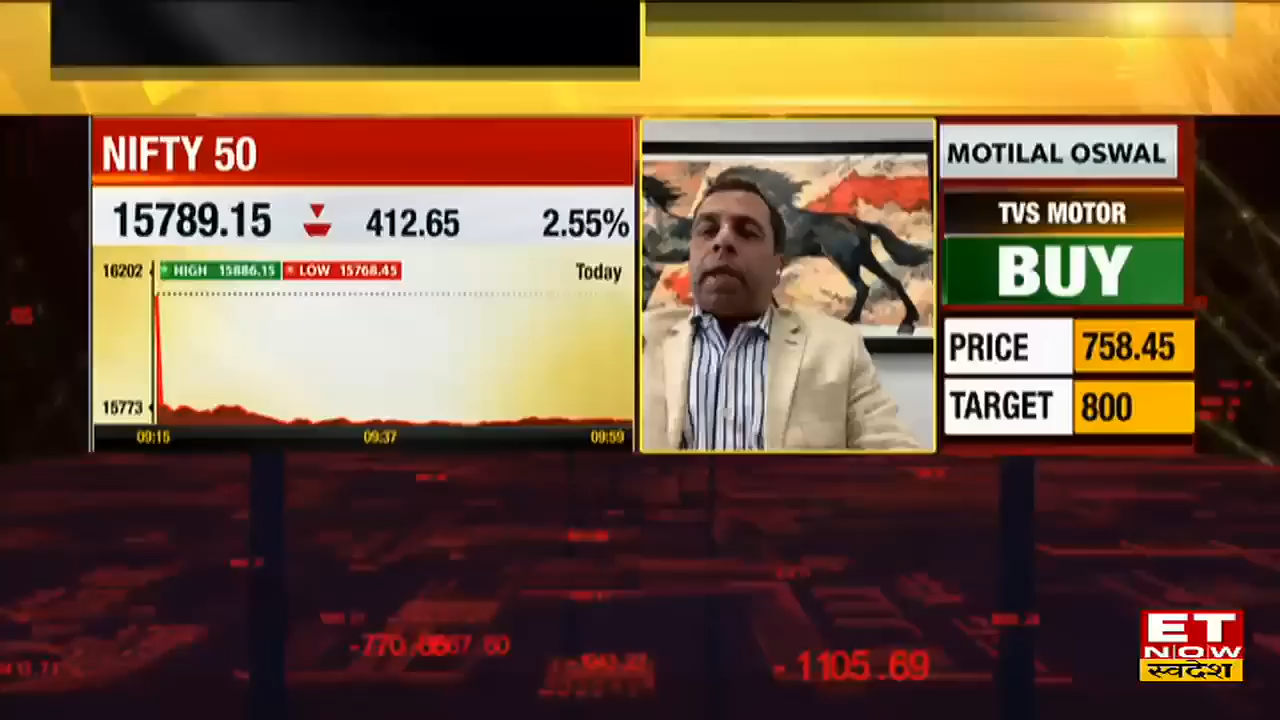 NIFTY 50
15789.15 412.65 2.55%
16202 HIGH 15886.15 LOW 15768.45 Today
15773
09:15 09:37 09:59
MOTILAL OSWAL
TVS MOTOR
BUY
PRICE 758.45
TARGET 800
- 1105.69
ET
NOW
स्वदेश